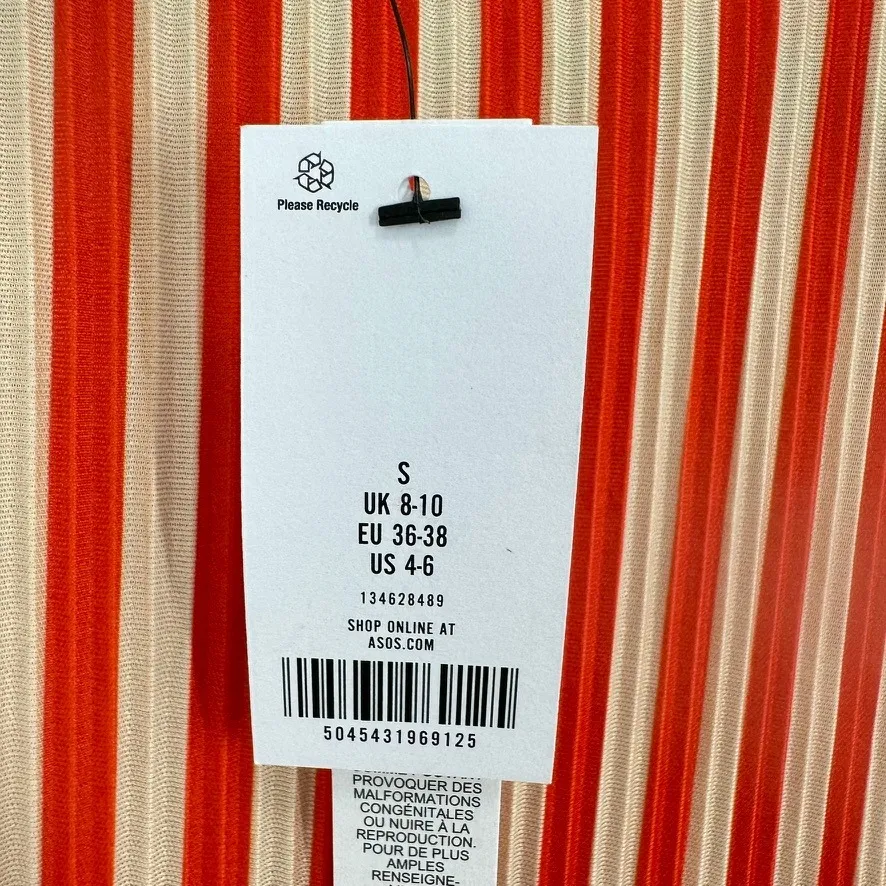 Please Recycle
S
UK 8-10
EU 36-38
US 4-6
134628489
SHOP ONLINE AT
ASOS.COM
5045431969125
PROVOQUER DES
MALFORMATIONS
CONGÉNITALES
OU NUIRE À LA
REPRODUCTION.
POUR DE PLUS
AMPLES
RENSEIGNE-